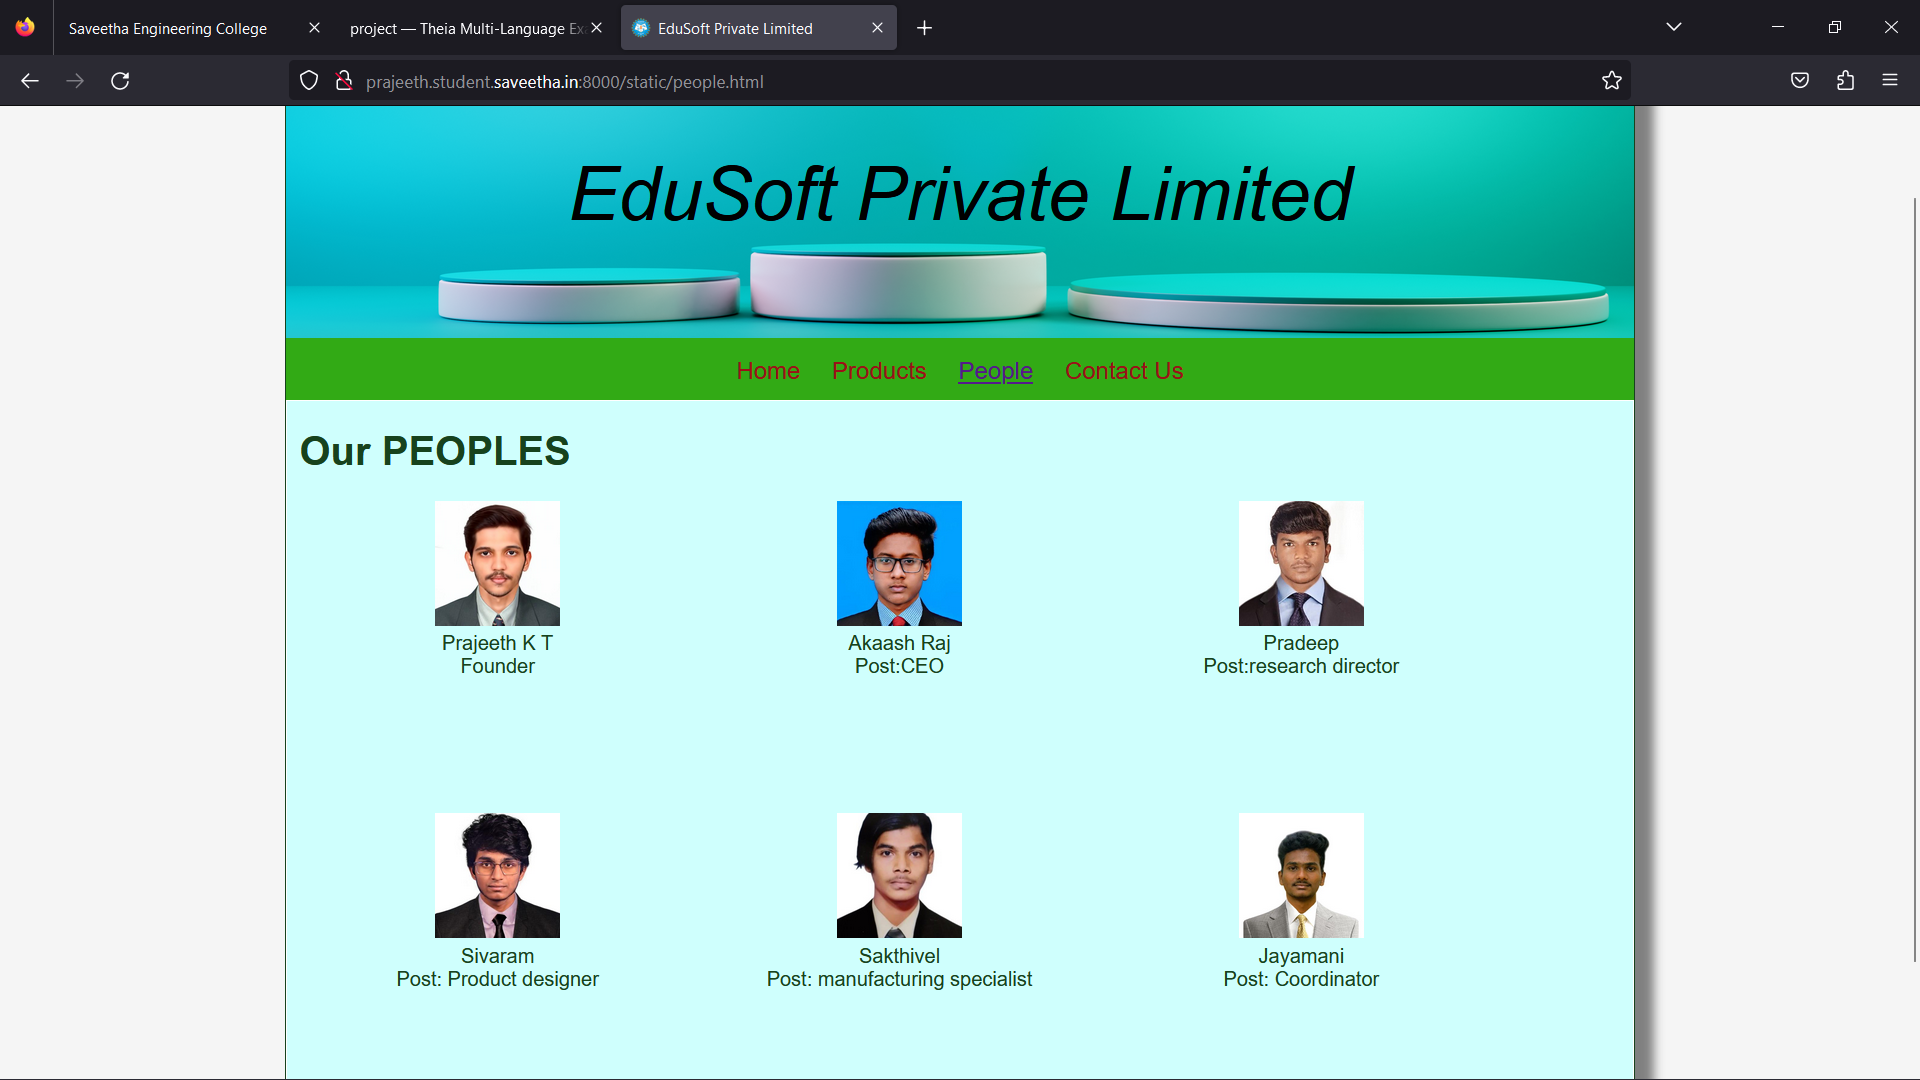 Saveetha Engineering College
project — Theia Multi-Language Ex
EduSoft Private Limited
prajeeth.student.saveetha.in:8000/static/people.html
EduSoft Private Limited
Home Products People Contact Us
Our PEOPLES
Prajeeth K T
Founder
Akaash Raj
Post:CEO
Pradeep
Post:research director
Sivaram
Post: Product designer
Sakthivel
Post: manufacturing specialist
Jayamani
Post: Coordinator